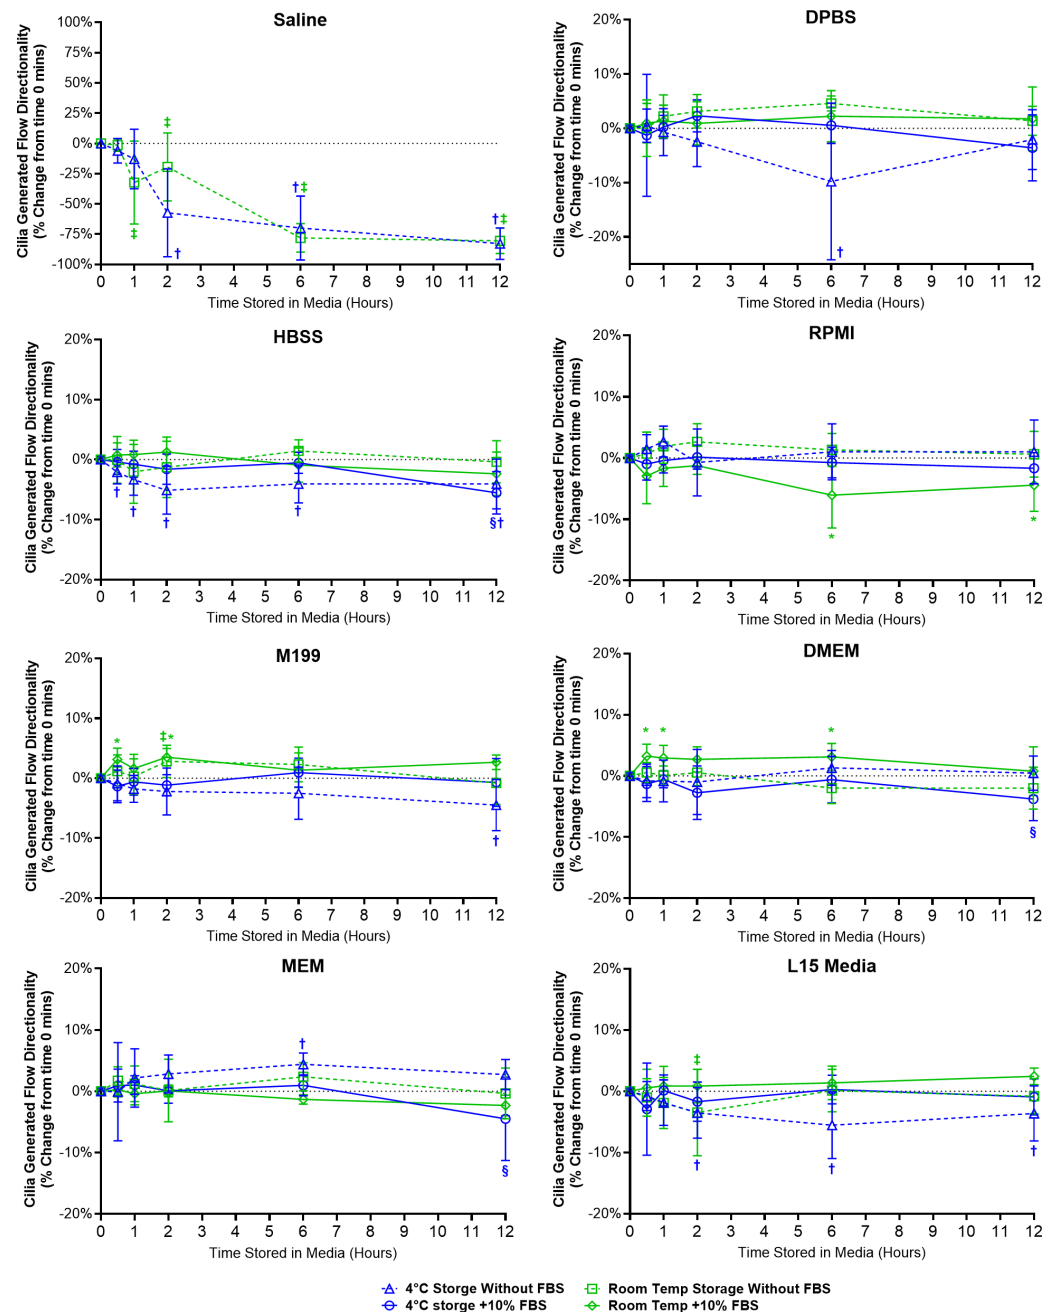 Saline
Cilia Generated Flow Directionality
(% Change from time 0 mins)
100%
75%
50%
25%
0%
-25%
-50%
-75%
-100%
‡
‡
†
†‡
†‡
0 1 2 3 4 5 6 7 8 9 10 11 12
Time Stored in Media (Hours)
DPBS
Cilia Generated Flow Directionality
(% Change from time 0 mins)
20%
10%
0%
-10%
-20%
†
0 1 2 3 4 5 6 7 8 9 10 11 12
Time Stored in Media (Hours)
HBSS
Cilia Generated Flow Directionality
(% Change from time 0 mins)
20%
10%
0%
-10%
-20%
†
†
†
†
§†
0 1 2 3 4 5 6 7 8 9 10 11 12
Time Stored in Media (Hours)
RPMI
Cilia Generated Flow Directionality
(% Change from time 0 mins)
20%
10%
0%
-10%
-20%
*
*
0 1 2 3 4 5 6 7 8 9 10 11 12
Time Stored in Media (Hours)
M199
Cilia Generated Flow Directionality
(% Change from time 0 mins)
20%
10%
0%
-10%
-20%
*
‡*
†
0 1 2 3 4 5 6 7 8 9 10 11 12
Time Stored in Media (Hours)
DMEM
Cilia Generated Flow Directionality
(% Change from time 0 mins)
20%
10%
0%
-10%
-20%
*
*
*
§
0 1 2 3 4 5 6 7 8 9 10 11 12
Time Stored in Media (Hours)
MEM
Cilia Generated Flow Directionality
(% Change from time 0 mins)
20%
10%
0%
-10%
-20%
†
§
0 1 2 3 4 5 6 7 8 9 10 11 12
Time Stored in Media (Hours)
L15 Media
Cilia Generated Flow Directionality
(% Change from time 0 mins)
20%
10%
0%
-10%
-20%
‡
†
†
†
0 1 2 3 4 5 6 7 8 9 10 11 12
Time Stored in Media (Hours)
4°C Storge Without FBS
Room Temp Storage Without FBS
4°C storge +10% FBS
Room Temp +10% FBS